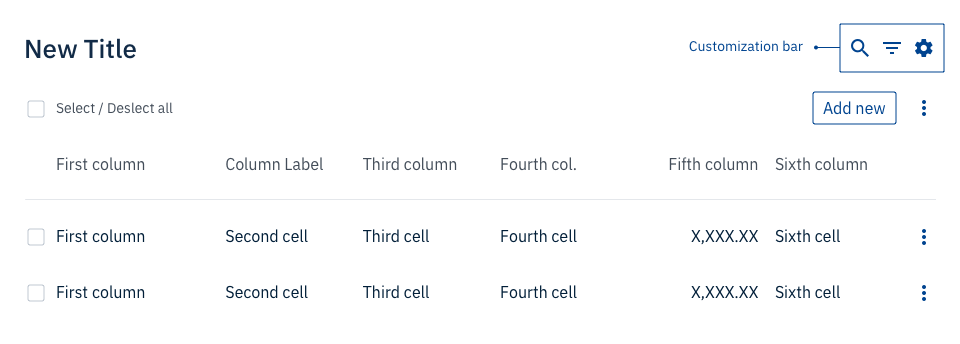 New Title
Customization bar
Select / Deslect all
Add new
First column Column Label Third column Fourth col. Fifth column Sixth column
First column Second cell Third cell Fourth cell X,XXX.XX Sixth cell
First column Second cell Third cell Fourth cell X,XXX.XX Sixth cell